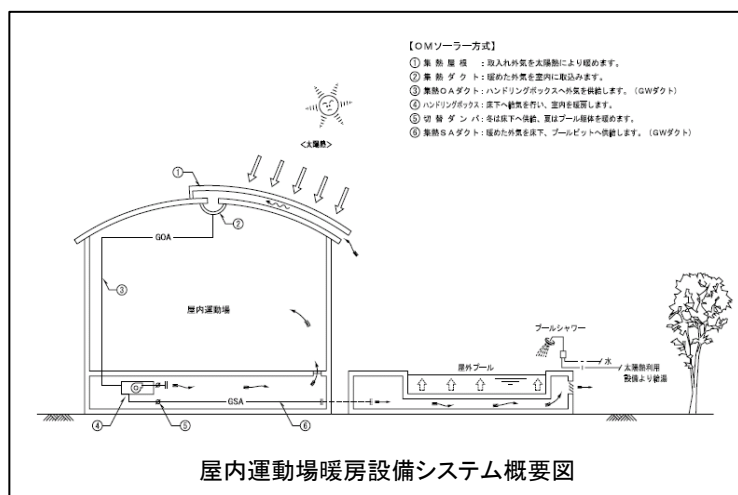 【OMソーラー方式】
① 集熱屋根 : 取入れ外気を太陽熱により暖めます。
② 集熱ダクト : 暖めた外気を室内に取込みます。
③ 集熱OAダクト : ハンドリングボックスへ外気を供給します。(GWダクト)
④ ハンドリングボックス : 床下へ給気を行い、室内を暖房します。
⑤ 切替ダンパ : 冬は床下へ供給、夏はプール躯体を暖めます。
⑥ 集熱SAダクト : 暖めた外気を床下、プールピットへ供給します。(GWダクト)
<太陽熱>
①
②
GOA
③
屋内運動場
プールシャワー
水
屋外プール
太陽熱利用
設備より給湯
GSA
④
⑤
⑥
屋内運動場暖房設備システム概要図